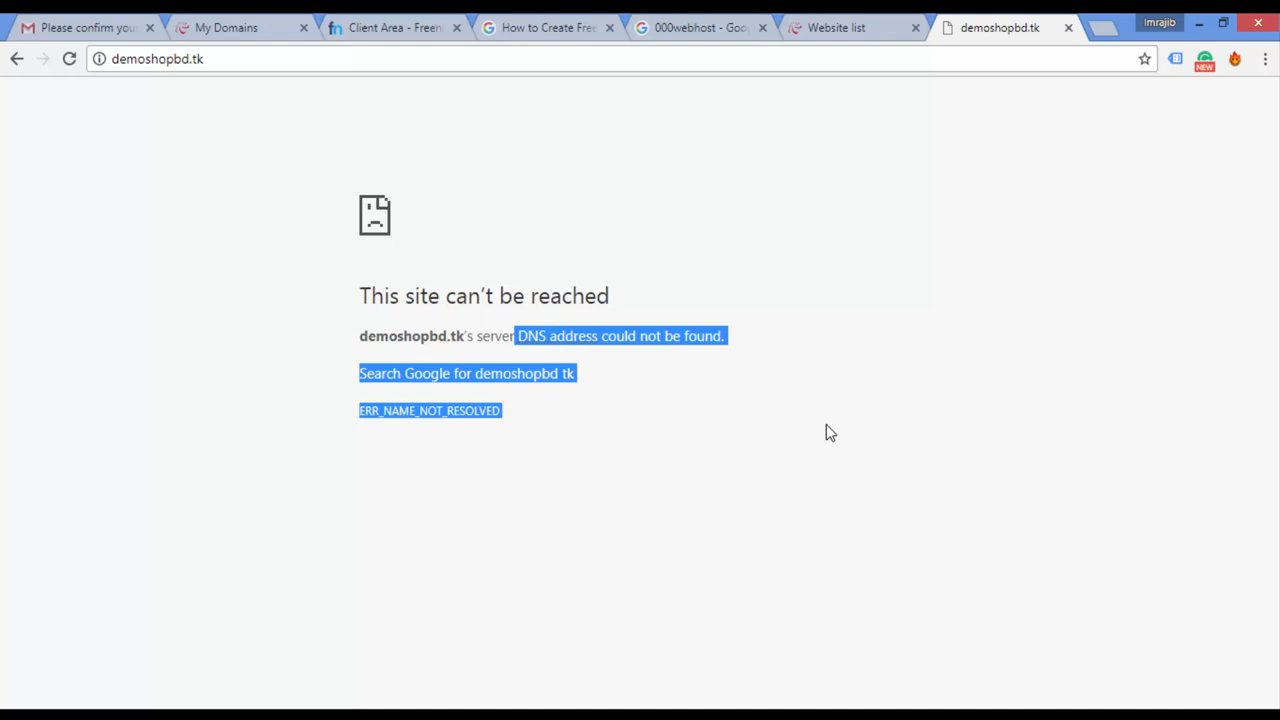 Please confirm you
My Domains
Client Area - Freen
How to Create Free
000webhost - Goo
Website list
demoshopbd.tk
Imrajib
demoshopbd.tk
NEW
This site can't be reached
demoshopbd.tk's server DNS address could not be found.
Search Google for demoshopbd tk
ERR_NAME_NOT_RESOLVED